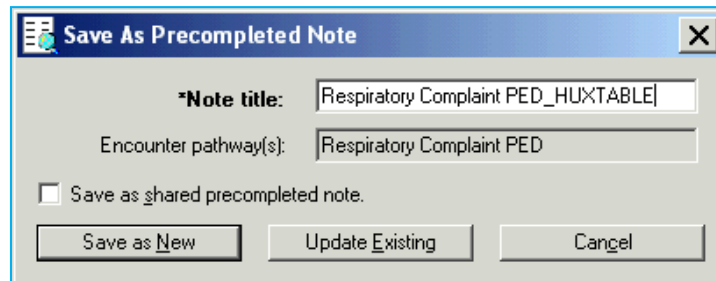 Save As Precompleted Note
*Note title: Respiratory Complaint PED_HUXTABLE
Encounter pathway(s): Respiratory Complaint PED
Save as shared precompleted note.
Save as New Update Existing Cancel